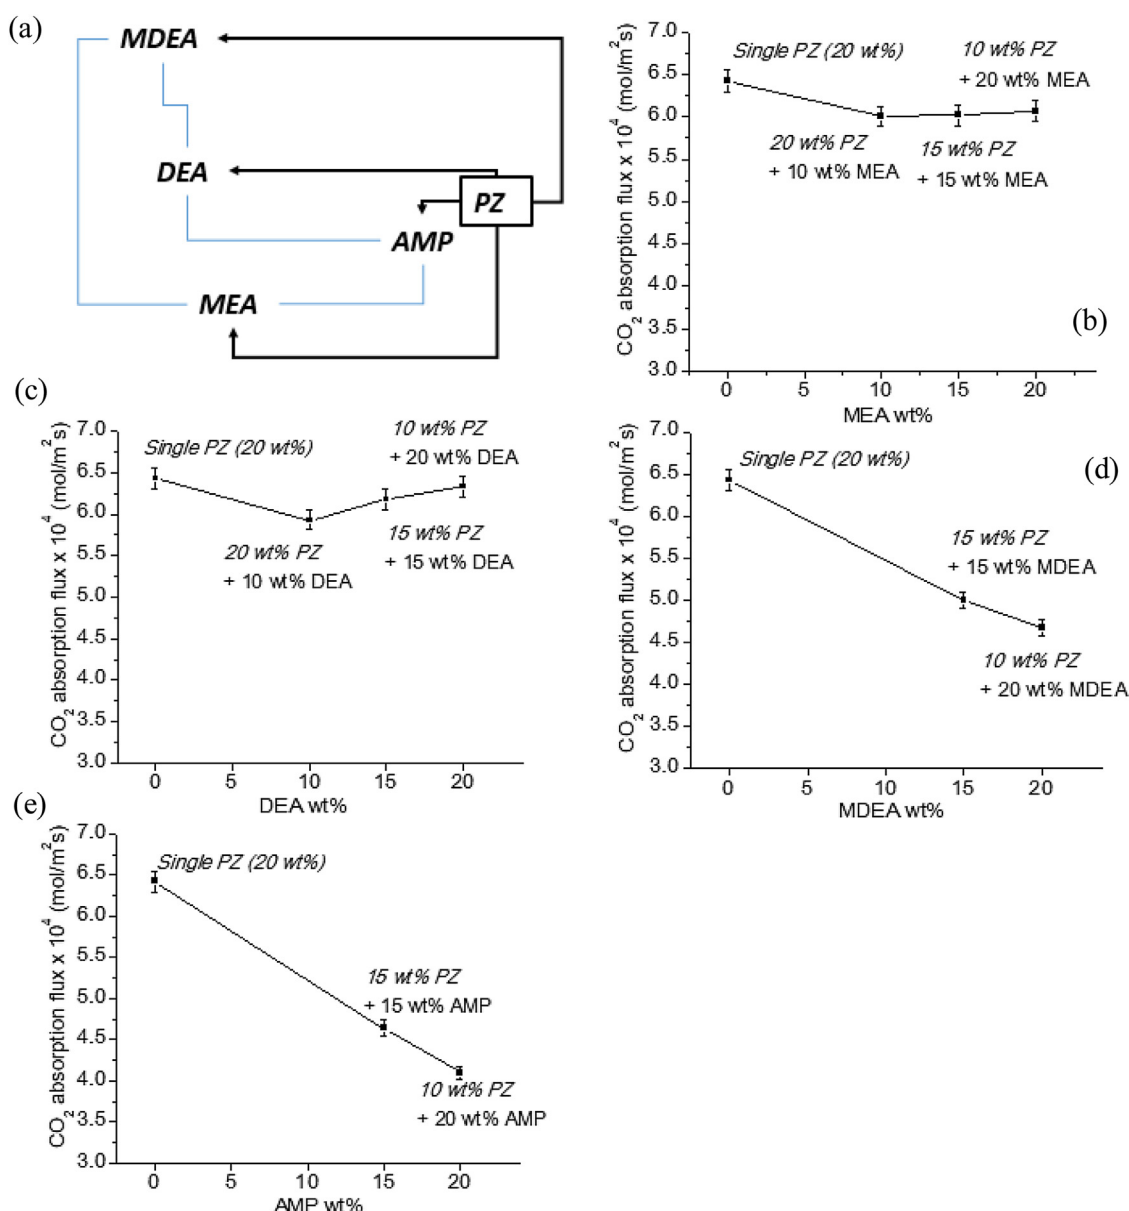 (a)
MDEA
DEA
PZ
AMP
MEA
CO2 absorption flux x 10^4 (mol/m^2s)
7.0
6.5
6.0
5.5
5.0
4.5
4.0
3.5
3.0
Single PZ (20 wt%)
10 wt% PZ
+ 20 wt% MEA
20 wt% PZ
+ 10 wt% MEA
15 wt% PZ
+ 15 wt% MEA
(b)
0 5 10 15 20
MEA wt%
(c)
CO2 absorption flux x 10^4 (mol/m^2s)
7.0
6.5
6.0
5.5
5.0
4.5
4.0
3.5
3.0
Single PZ (20 wt%)
10 wt% PZ
+ 20 wt% DEA
20 wt% PZ
+ 10 wt% DEA
15 wt% PZ
+ 15 wt% DEA
0 5 10 15 20
DEA wt%
CO2 absorption flux x 10^4 (mol/m^2s)
7.0
6.5
6.0
5.5
5.0
4.5
4.0
3.5
3.0
Single PZ (20 wt%)
(d)
15 wt% PZ
+ 15 wt% MDEA
10 wt% PZ
+ 20 wt% MDEA
0 5 10 15 20
MDEA wt%
(e)
CO2 absorption flux x 10^4 (mol/m^2s)
7.0
6.5
6.0
5.5
5.0
4.5
4.0
3.5
3.0
Single PZ (20 wt%)
15 wt% PZ
+ 15 wt% AMP
10 wt% PZ
+ 20 wt% AMP
0 5 10 15 20
AMP wt%